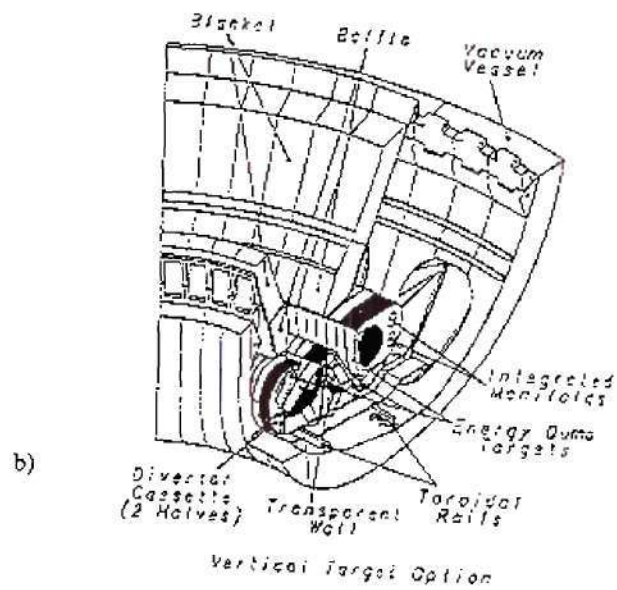 Blanket
Baffle
Vacuum
Vessel
Integrated
Manifolds
Energy Dump
Targets
b)
Divertor
Cassette
(2 Halves)
Transparent
Wall
Toroidal
Rails
Vertical Target Option